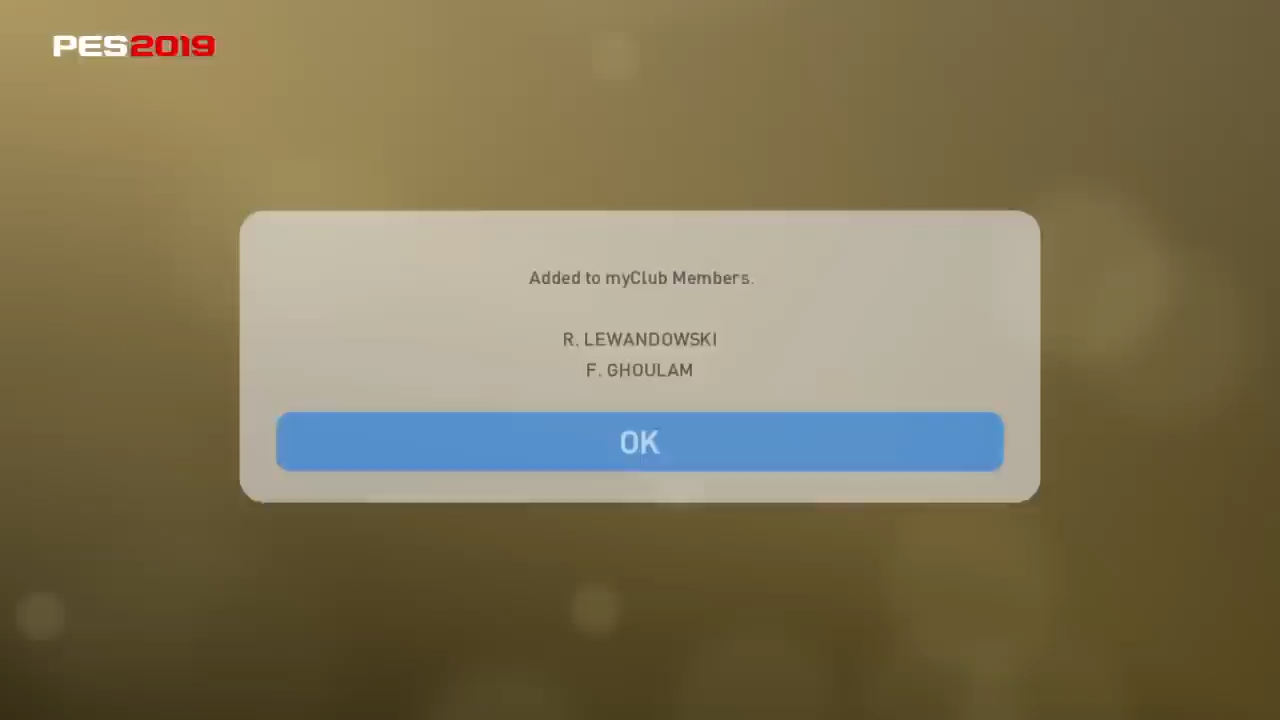 PES2019
Added to myClub Members.
R. LEWANDOWSKI
F. GHOULAM
OK